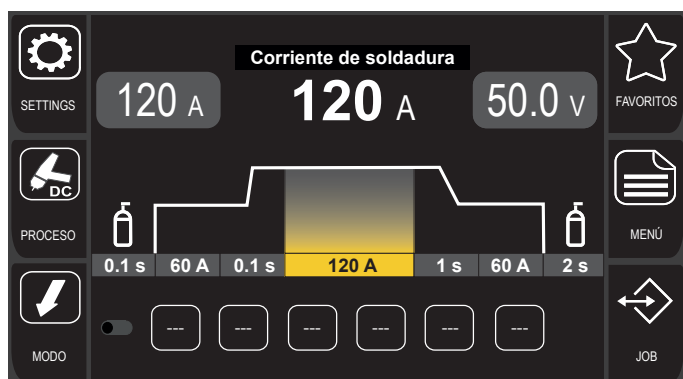 Corriente de soldadura
SETTINGS
120 A
120 A
50.0 V
FAVORITOS
DC
PROCESO
MENÚ
0.1 s 60 A 0.1 s 120 A 1 s 60 A 2 s
--- --- --- --- --- ---
MODO
JOB